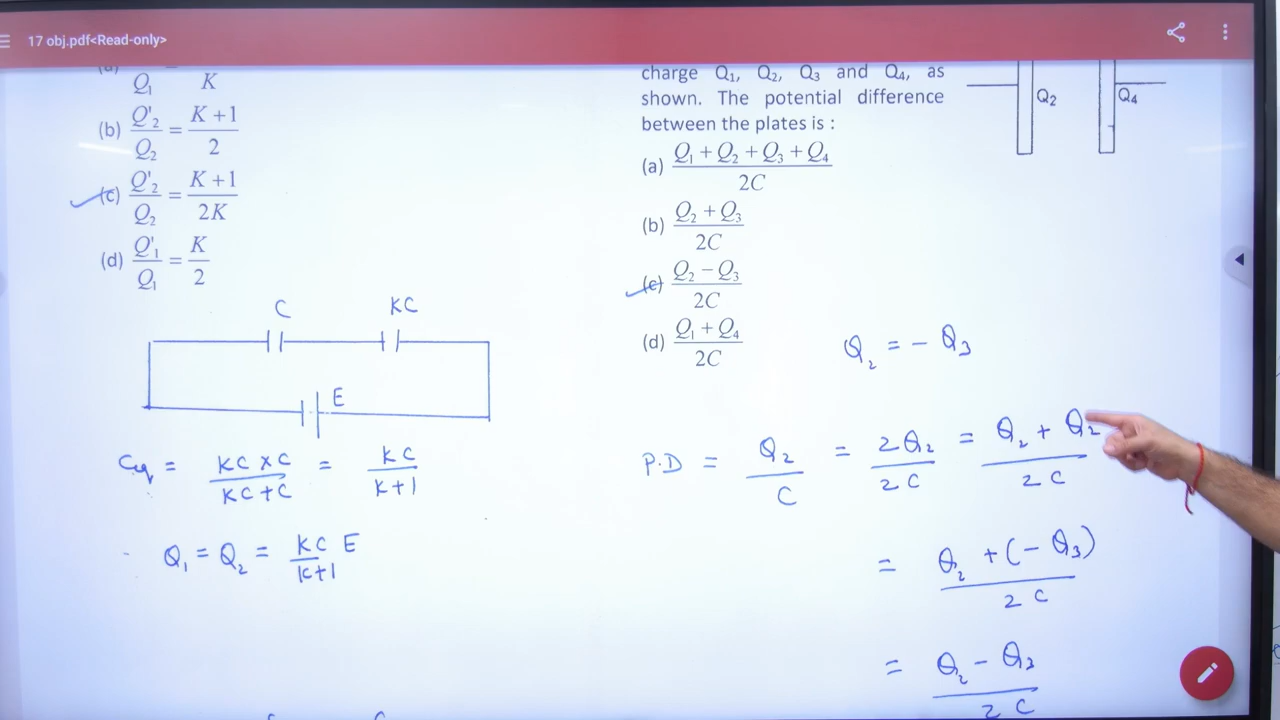 17 obj.pdf<Read-only>
Q₁ K
(b) Q'₂/Q₂ = K+1/2
(c) Q'₂/Q₂ = K+1/2K
(d) Q'₁/Q₁ = K/2
C KC
E
Ceq = KC×C/KC+C = KC/K+1
Q₁ = Q₂ = KC E/K+1
charge Q₁, Q₂, Q₃ and Q₄, as
shown. The potential difference
between the plates is :
Q₂ Q₄
(a) Q₁+Q₂+Q₃+Q₄/2C
(b) Q₂+Q₃/2C
(c) Q₂−Q₃/2C
(d) Q₁+Q₄/2C
Q₂ = − Q₃
P.D = Q₂/C = 2Q₂/2C = Q₂+Q₂/2C
= Q₂+(−Q₃)/2C
= Q₂−Q₃/2C